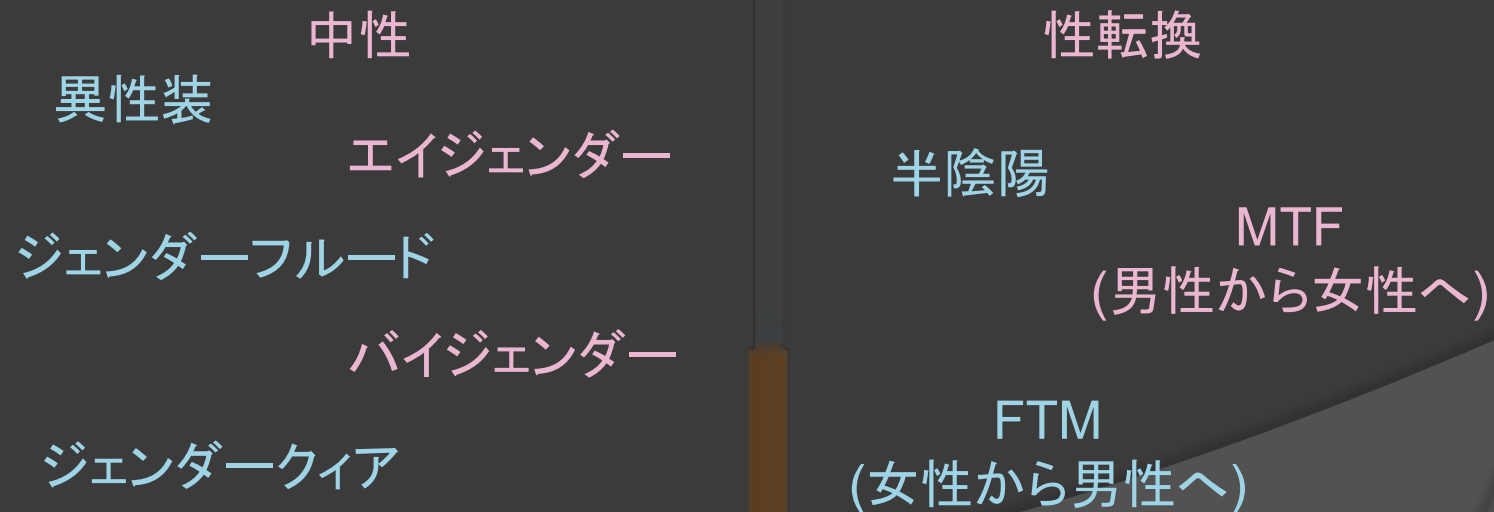 中性
異性装
エイジェンダー
ジェンダーフルード
バイジェンダー
ジェンダークィア
性転換
半陰陽
MTF
(男性から女性へ)
FTM
(女性から男性へ)